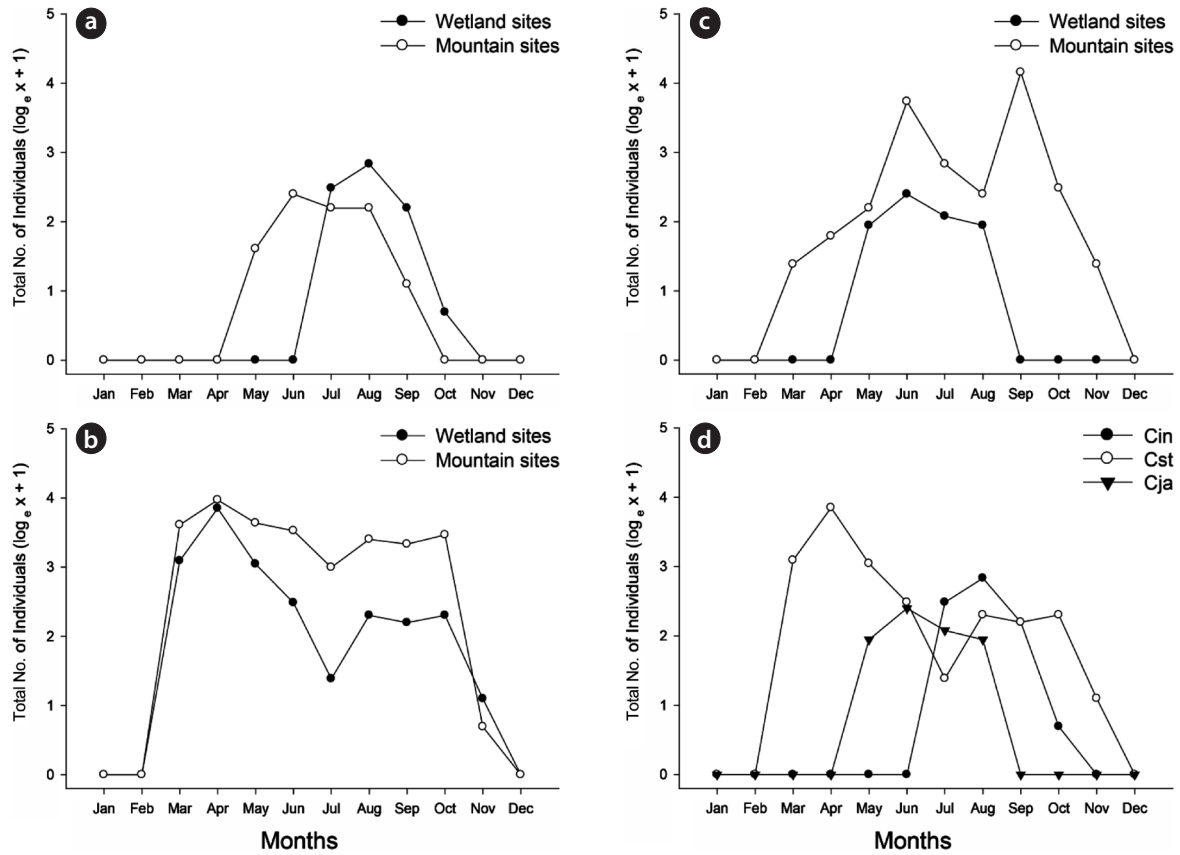 a
Wetland sites
Mountain sites
Total No. of Individuals (log e x + 1)
5
4
3
2
1
0
Jan Feb Mar Apr May Jun Jul Aug Sep Oct Nov Dec
c
Wetland sites
Mountain sites
Total No. of Individuals (log e x + 1)
5
4
3
2
1
0
Jan Feb Mar Apr May Jun Jul Aug Sep Oct Nov Dec
b
Wetland sites
Mountain sites
Total No. of Individuals (log e x + 1)
5
4
3
2
1
0
Jan Feb Mar Apr May Jun Jul Aug Sep Oct Nov Dec
Months
d
Cin
Cst
Cja
Total No. of Individuals (log e x + 1)
5
4
3
2
1
0
Jan Feb Mar Apr May Jun Jul Aug Sep Oct Nov Dec
Months